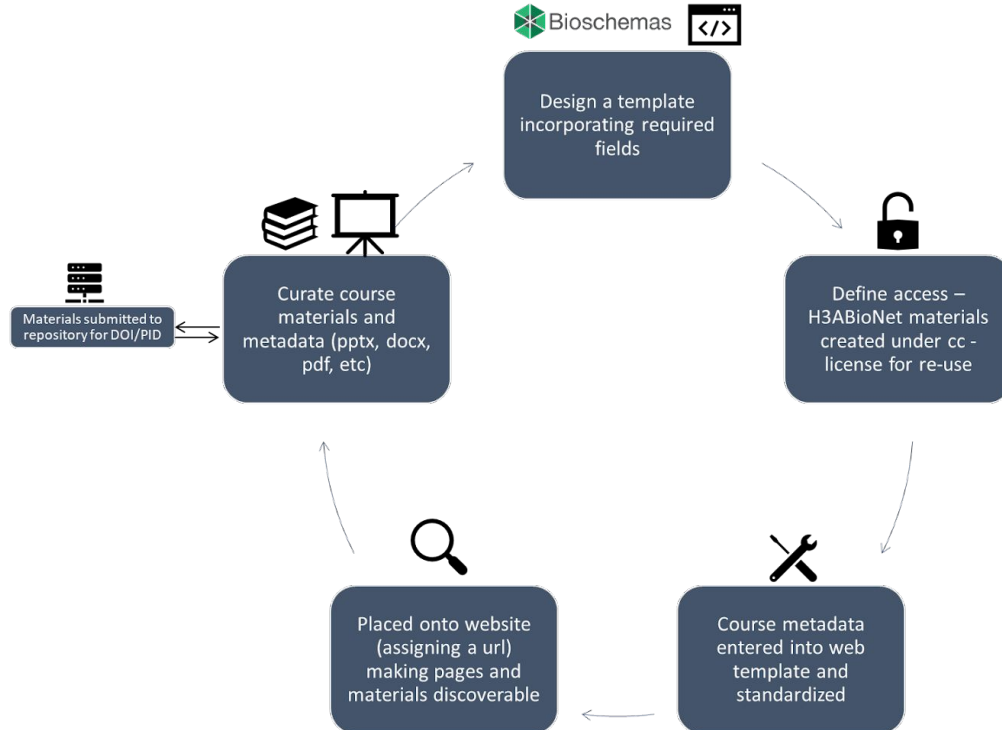 Bioschemas
</>
Design a template
incorporating required
fields
Define access –
H3ABioNet materials
created under cc -
license for re-use
Course metadata
entered into web
template and
standardized
Placed onto website
(assigning a url)
making pages and
materials discoverable
Curate course
materials and
metadata (pptx, docx,
pdf, etc)
Materials submitted to
repository for DOI/PID